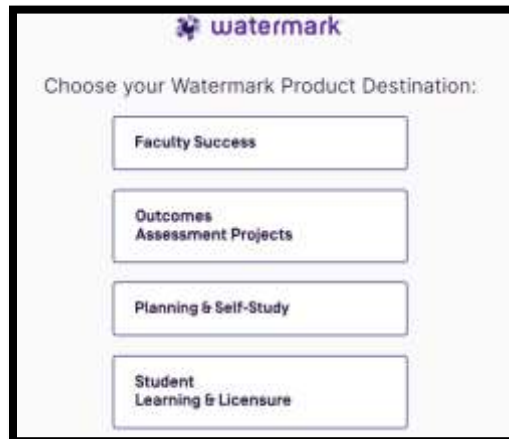 watermark
Choose your Watermark Product Destination:
Faculty Success
Outcomes
Assessment Projects
Planning & Self-Study
Student
Learning & Licensure